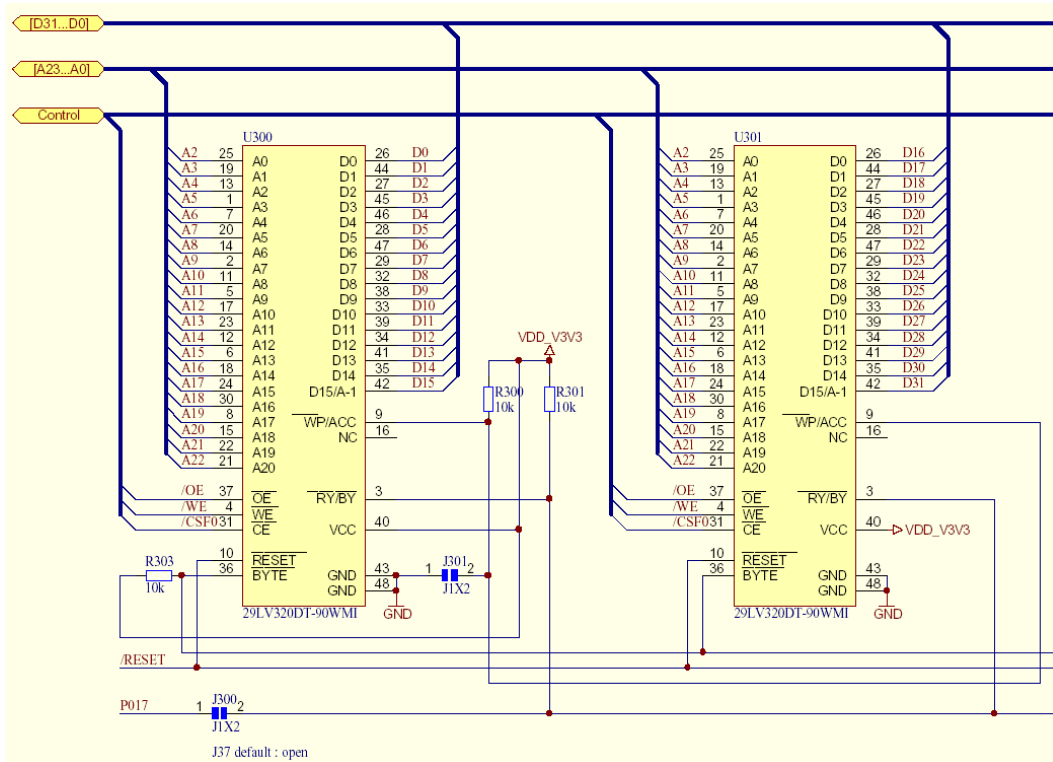 [D31...D0]
[A23...A0]
Control
U300 U301
A2 25 A0 D0 26 D0 A2 25 A0 D0 26 D16
A3 19 A1 D1 44 D1 A3 19 A1 D1 44 D17
A4 13 A2 D2 27 D2 A4 13 A2 D2 27 D18
A5 1 A3 D3 45 D3 A5 1 A3 D3 45 D19
A6 7 A4 D4 46 D4 A6 7 A4 D4 46 D20
A7 20 A5 D5 28 D5 A7 20 A5 D5 28 D21
A8 14 A6 D6 47 D6 A8 14 A6 D6 47 D22
A9 2 A7 D7 29 D7 A9 2 A7 D7 29 D23
A10 11 A8 D8 32 D8 A10 11 A8 D8 32 D24
A11 5 A9 D9 38 D9 A11 5 A9 D9 38 D25
A12 17 A10 D10 33 D10 A12 17 A10 D10 33 D26
A13 23 A11 D11 39 D11 A13 23 A11 D11 39 D27
A14 12 A12 D12 34 D12 A14 12 A12 D12 34 D28
A15 6 A13 D13 41 D13 A15 6 A13 D13 41 D29
A16 18 A14 D14 35 D14 A16 18 A14 D14 35 D30
A17 24 A15 D15/A-1 42 D15 A17 24 A15 D15/A-1 42 D31
A18 30 A16 A18 30 A16
A19 8 A17 WP/ACC 9 A19 8 A17 WP/ACC 9
A20 15 A18 NC 16 A20 15 A18 NC 16
A21 22 A19 A21 22 A19
A22 21 A20 A22 21 A20
VDD_V3V3
R300 R301
10k 10k
/OE 37 OE RY/BY 3 /OE 37 OE RY/BY 3
/WE 4 WE /WE 4 WE
/CSF0 31 CE VCC 40 /CSF0 31 CE VCC 40 VDD_V3V3
10 RESET 10 RESET
R303 36 BYTE GND 43 1 J301 2 36 BYTE GND 43
10k GND 48 J1X2 GND 48
29LV320DT-90WMI GND 29LV320DT-90WMI GND
/RESET
P017 1 J300 2
J1X2
J37 default : open